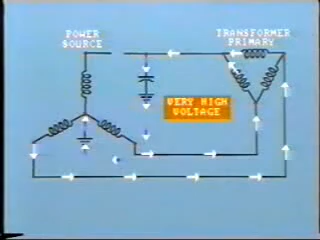 POWER
SOURCE
TRANSFORMER
PRIMARY
VERY HIGH
VOLTAGE